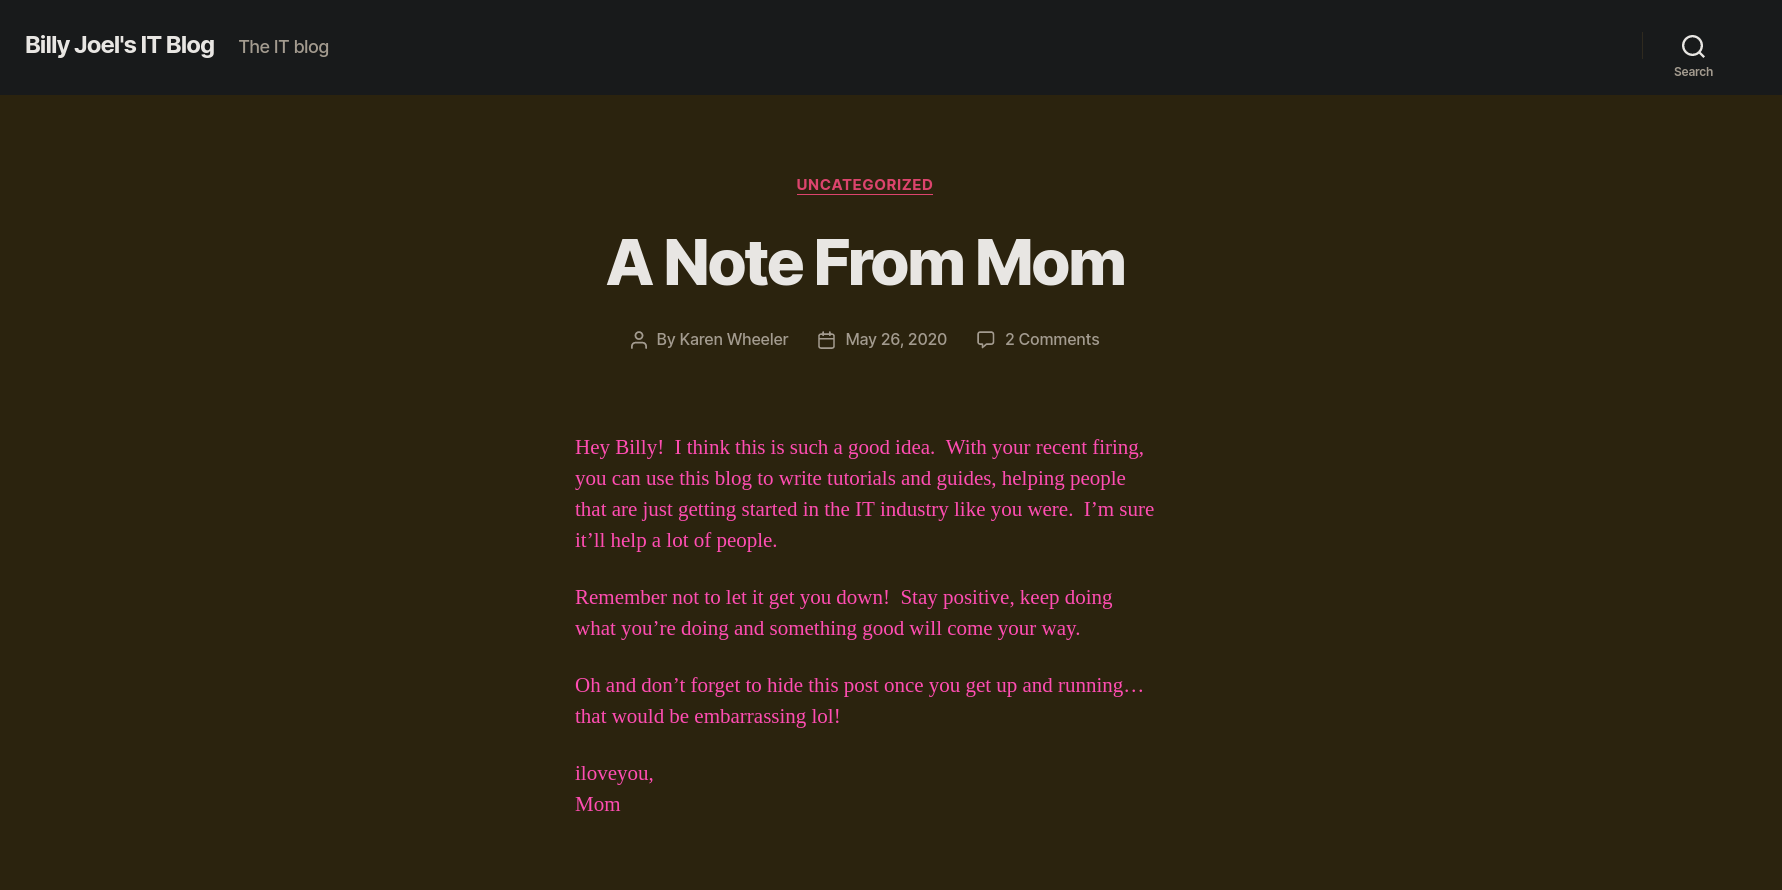 Billy Joel's IT Blog The IT blog
Search
UNCATEGORIZED
A Note From Mom
By Karen Wheeler May 26, 2020 2 Comments
Hey Billy!  I think this is such a good idea.  With your recent firing,
you can use this blog to write tutorials and guides, helping people
that are just getting started in the IT industry like you were.  I’m sure
it’ll help a lot of people.
Remember not to let it get you down!  Stay positive, keep doing
what you’re doing and something good will come your way.
Oh and don’t forget to hide this post once you get up and running…
that would be embarrassing lol!
iloveyou,
Mom